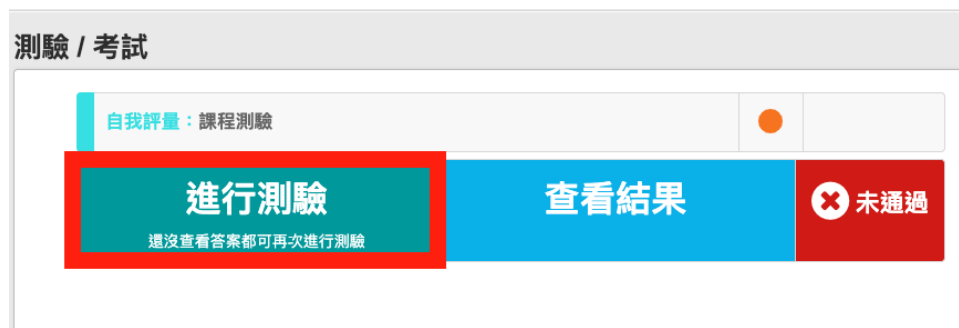 測驗 / 考試
自我評量：課程測驗
進行測驗
還沒查看答案都可再次進行測驗
查看結果
未通過